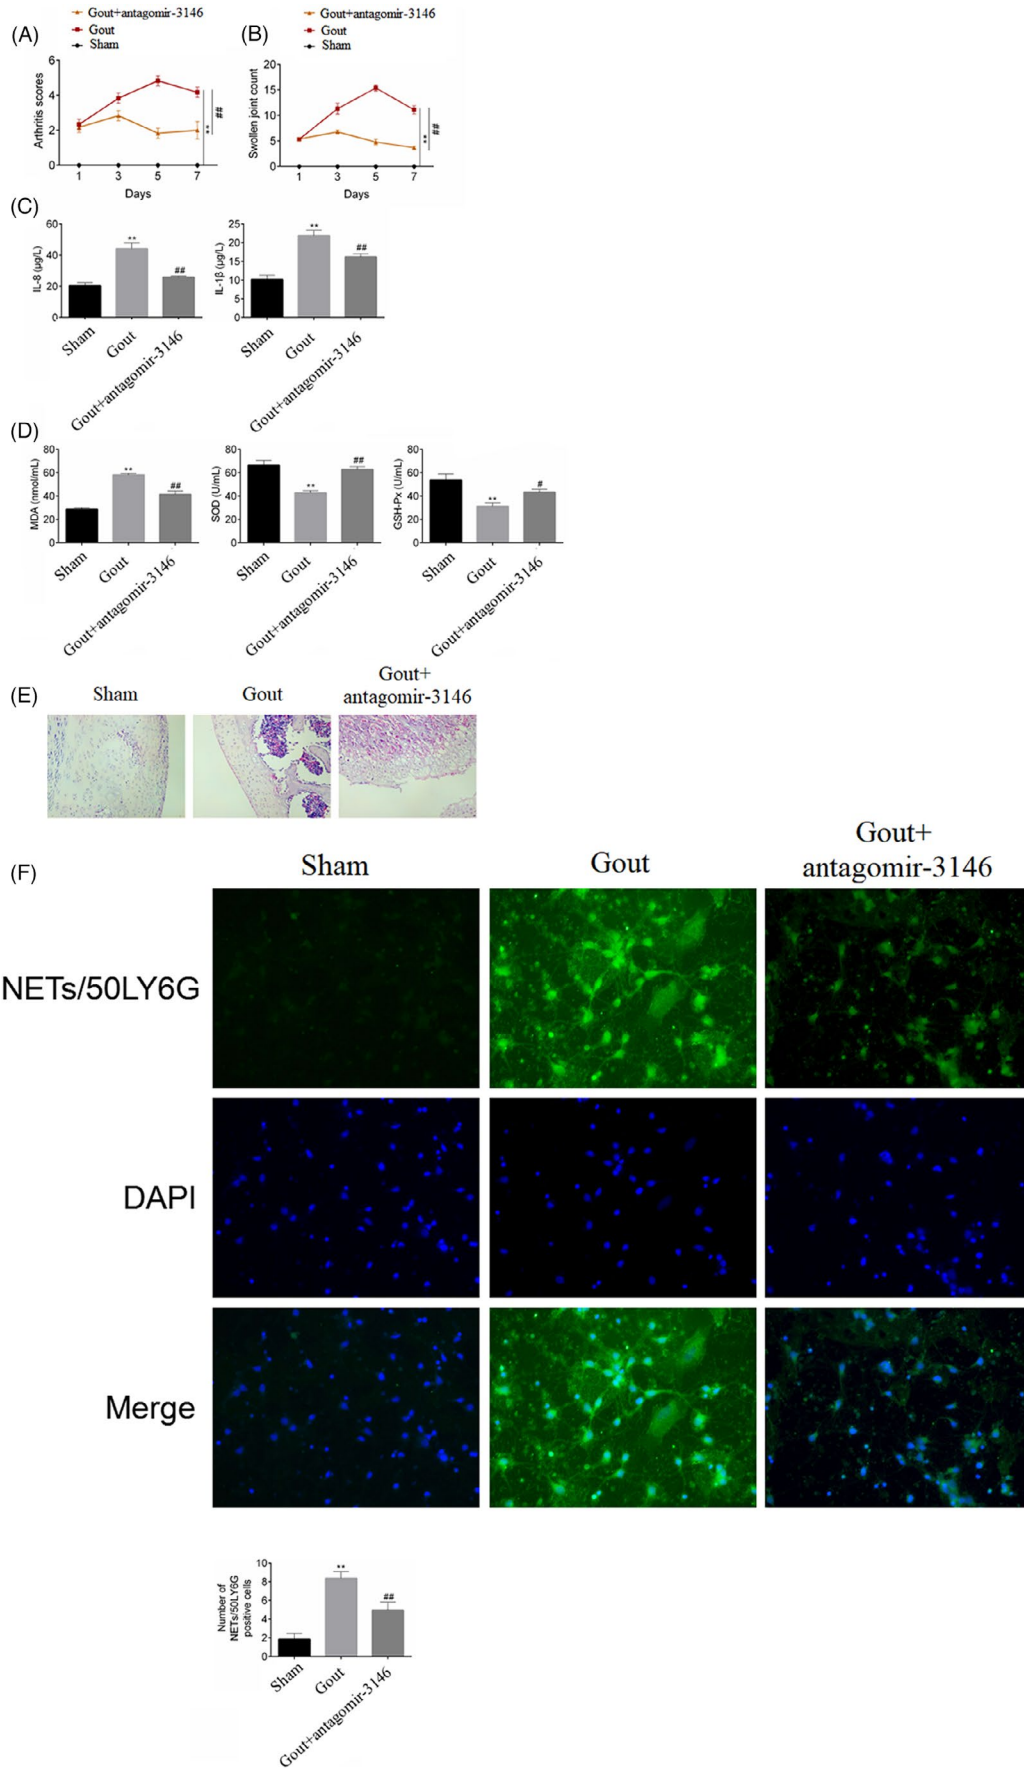 (A)
Gout+antagomir-3146
Gout
Sham
Arthritis scores
6
4
2
0
1 3 5 7
Days
**
##
(B)
Gout+antagomir-3146
Gout
Sham
Swollen joint count
20
15
10
5
0
1 3 5 7
Days
**
##
(C)
IL-8 (μg/L)
60
40
20
0
**
##
Sham
Gout
Gout+antagomir-3146
IL-1β (μg/L)
25
20
15
10
5
0
**
##
Sham
Gout
Gout+antagomir-3146
(D)
MDA (nmol/mL)
80
60
40
20
0
**
##
Sham
Gout
Gout+antagomir-3146
SOD (U/mL)
80
60
40
20
0
**
##
Sham
Gout
Gout+antagomir-3146
GSH-Px (U/mL)
80
60
40
20
0
**
#
Sham
Gout
Gout+antagomir-3146
(E)
Sham
Gout
Gout+
antagomir-3146
(F)
Sham
Gout
Gout+
antagomir-3146
NETs/50LY6G
DAPI
Merge
Number of
NETs/50LY6G
positive cells
10
8
6
4
2
0
**
##
Sham
Gout
Gout+antagomir-3146